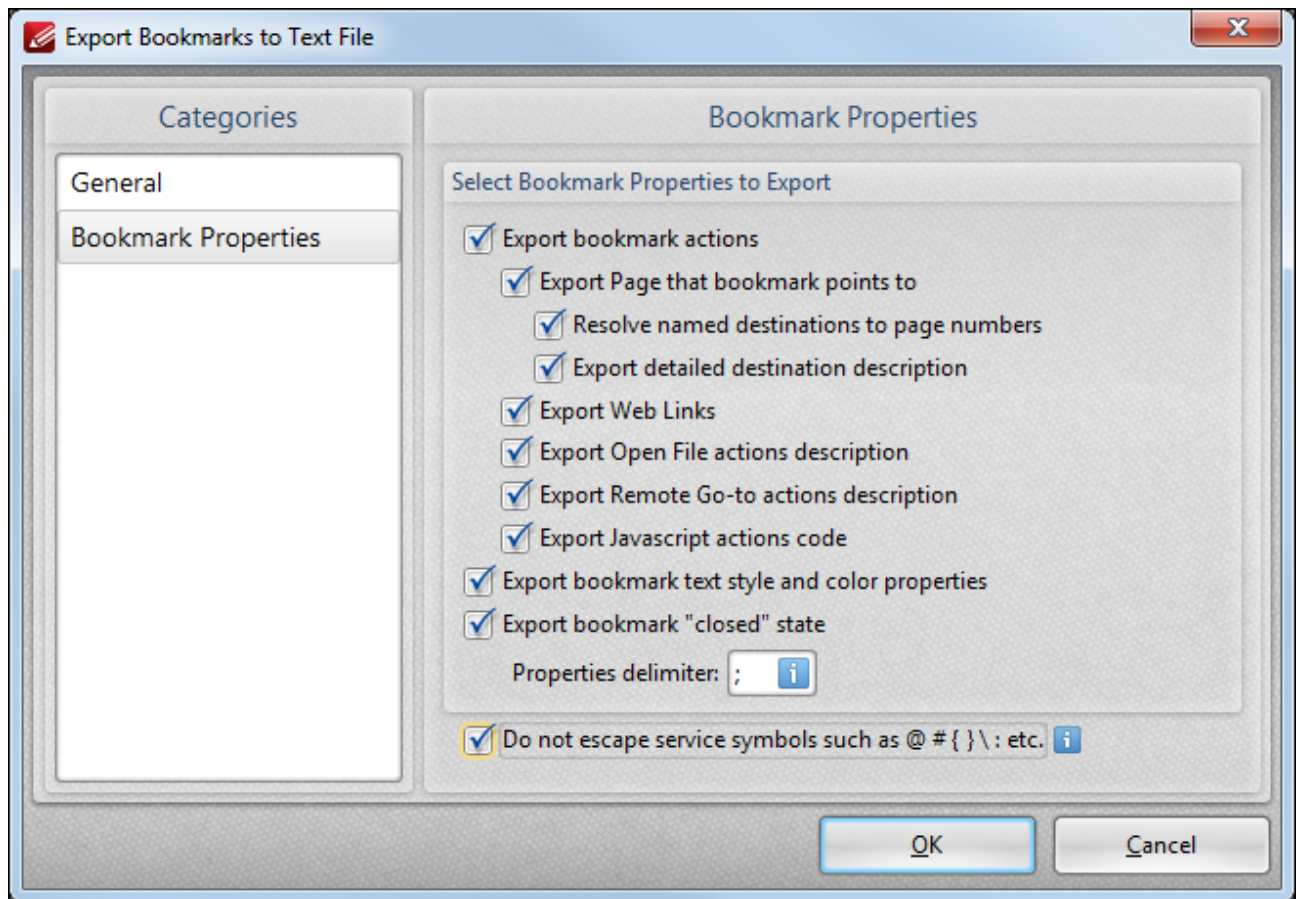 Export Bookmarks to Text File
Categories
General
Bookmark Properties
Bookmark Properties
Select Bookmark Properties to Export
Export bookmark actions
Export Page that bookmark points to
Resolve named destinations to page numbers
Export detailed destination description
Export Web Links
Export Open File actions description
Export Remote Go-to actions description
Export Javascript actions code
Export bookmark text style and color properties
Export bookmark "closed" state
Properties delimiter: ;
Do not escape service symbols such as @ # { } \ : etc.
OK
Cancel